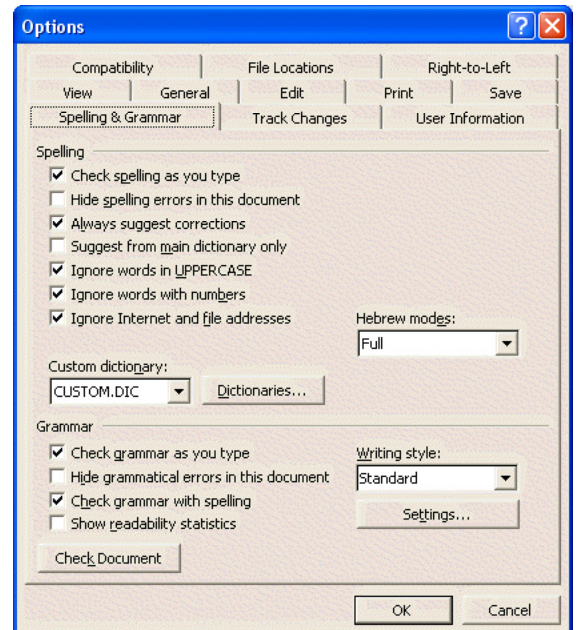 Options
Compatibility File Locations Right-to-Left
View General Edit Print Save
Spelling & Grammar Track Changes User Information
Spelling
Check spelling as you type
Hide spelling errors in this document
Always suggest corrections
Suggest from main dictionary only
Ignore words in UPPERCASE
Ignore words with numbers
Ignore Internet and file addresses
Hebrew modes:
Full
Custom dictionary:
CUSTOM.DIC Dictionaries...
Grammar
Check grammar as you type
Hide grammatical errors in this document
Check grammar with spelling
Show readability statistics
Writing style:
Standard
Settings...
Check Document
OK Cancel